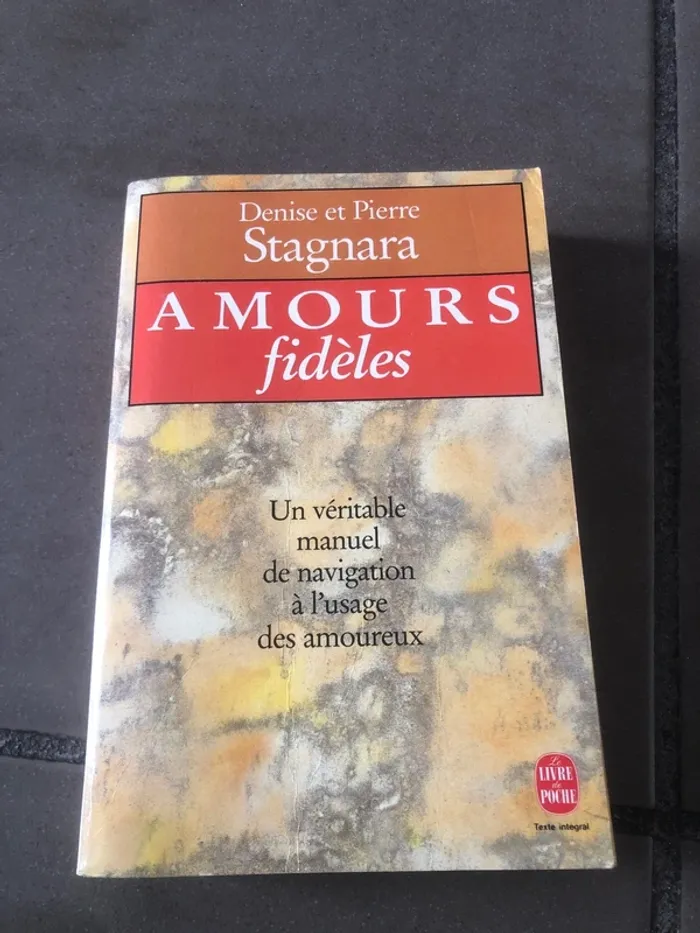 Denise et Pierre
Stagnara
AMOURS
fidèles
Un véritable
manuel
de navigation
à l'usage
des amoureux
Le
LIVRE
de
POCHE
Texte intégral